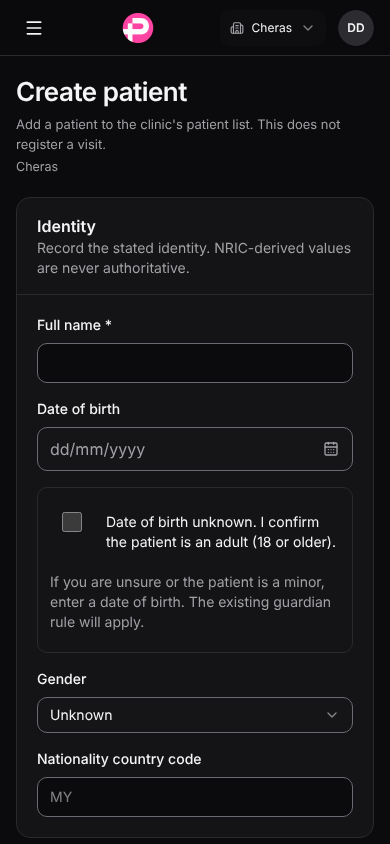 Cheras
DD
Create patient
Add a patient to the clinic's patient list. This does not
register a visit.
Cheras
Identity
Record the stated identity. NRIC-derived values
are never authoritative.
Full name *
Date of birth
dd/mm/yyyy
Date of birth unknown. I confirm
the patient is an adult (18 or older).
If you are unsure or the patient is a minor,
enter a date of birth. The existing guardian
rule will apply.
Gender
Unknown
Nationality country code
MY